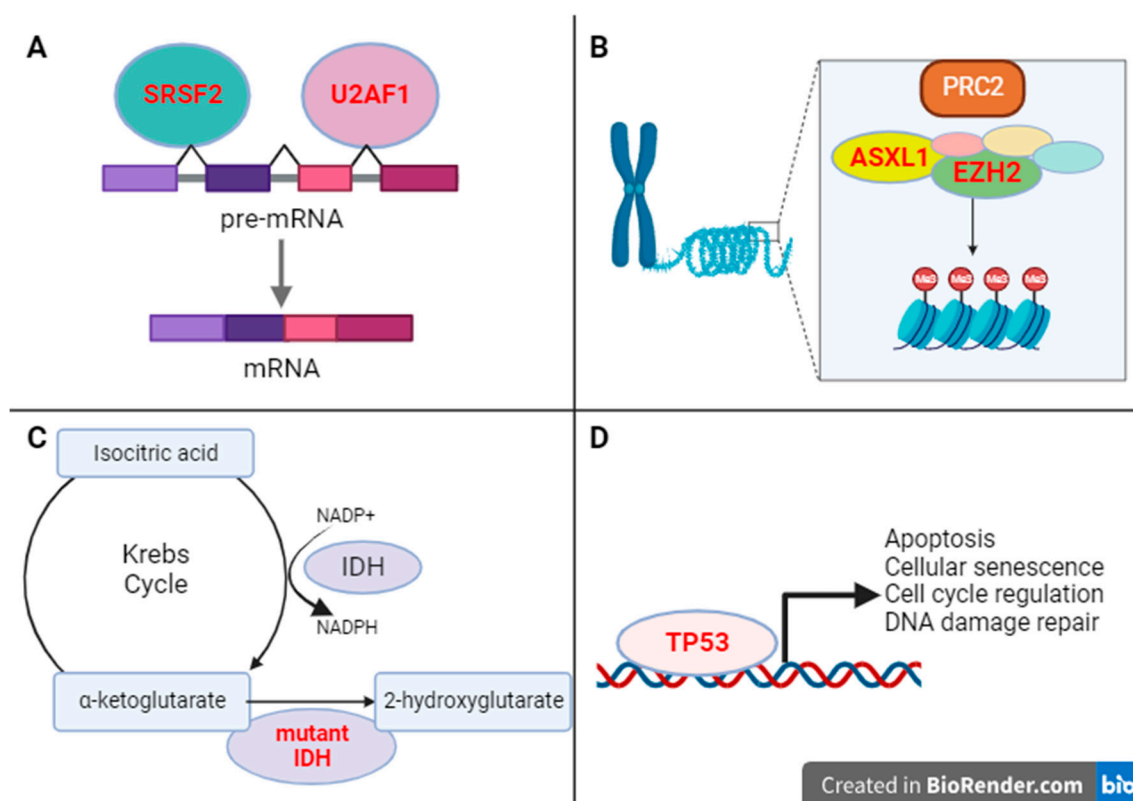 A
SRSF2
U2AF1
pre-mRNA
mRNA
B
PRC2
ASXL1
EZH2
Me3 Me3 Me3 Me3
C
Isocitric acid
Krebs
Cycle
NADP+
IDH
NADPH
α-ketoglutarate
2-hydroxyglutarate
mutant
IDH
D
Apoptosis
Cellular senescence
Cell cycle regulation
DNA damage repair
TP53
Created in BioRender.com bio